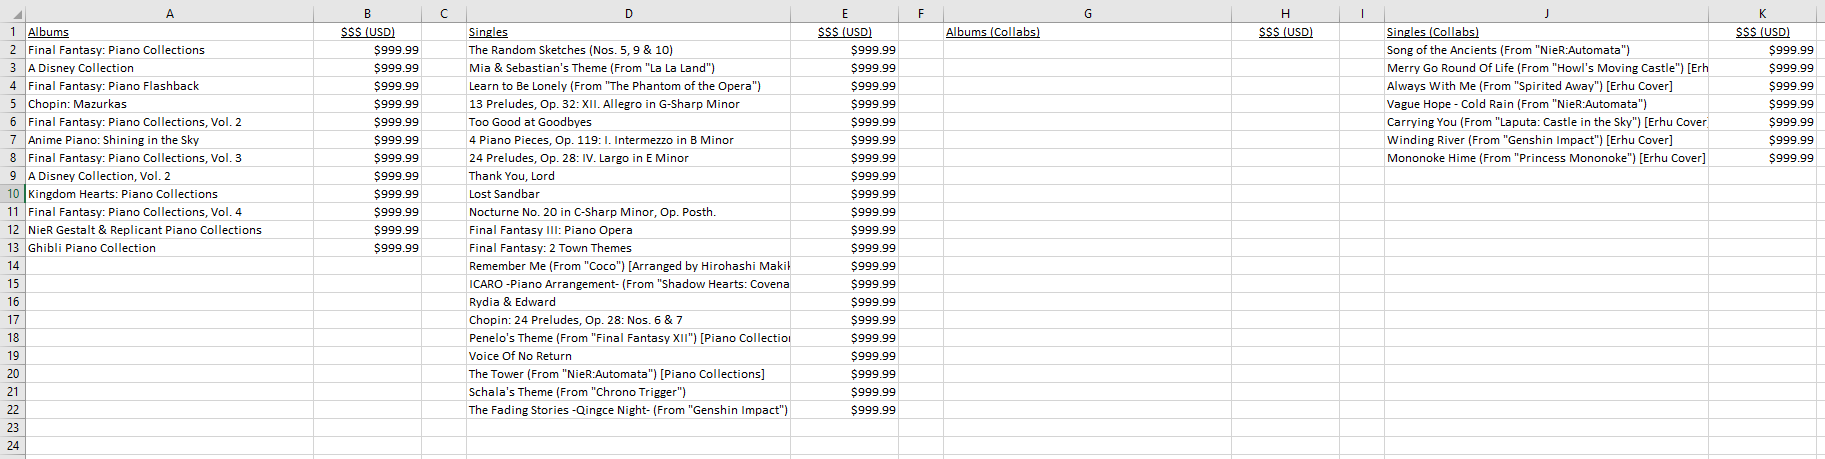 A B C D E F G H I J K
1 Albums $$$ (USD) Singles $$$ (USD) Albums (Collabs) $$$ (USD) Singles (Collabs) $$$ (USD)
2 Final Fantasy: Piano Collections $999.99 The Random Sketches (Nos. 5, 9 & 10) $999.99 Song of the Ancients (From "NieR:Automata") $999.99
3 A Disney Collection $999.99 Mia & Sebastian's Theme (From "La La Land") $999.99 Merry Go Round Of Life (From "Howl's Moving Castle") [Erh $999.99
4 Final Fantasy: Piano Flashback $999.99 Learn to Be Lonely (From "The Phantom of the Opera") $999.99 Always With Me (From "Spirited Away") [Erhu Cover] $999.99
5 Chopin: Mazurkas $999.99 13 Preludes, Op. 32: XII. Allegro in G-Sharp Minor $999.99 Vague Hope - Cold Rain (From "NieR:Automata") $999.99
6 Final Fantasy: Piano Collections, Vol. 2 $999.99 Too Good at Goodbyes $999.99 Carrying You (From "Laputa: Castle in the Sky") [Erhu Cover $999.99
7 Anime Piano: Shining in the Sky $999.99 4 Piano Pieces, Op. 119: I. Intermezzo in B Minor $999.99 Winding River (From "Genshin Impact") [Erhu Cover] $999.99
8 Final Fantasy: Piano Collections, Vol. 3 $999.99 24 Preludes, Op. 28: IV. Largo in E Minor $999.99 Mononoke Hime (From "Princess Mononoke") [Erhu Cover] $999.99
9 A Disney Collection, Vol. 2 $999.99 Thank You, Lord $999.99
10 Kingdom Hearts: Piano Collections $999.99 Lost Sandbar $999.99
11 Final Fantasy: Piano Collections, Vol. 4 $999.99 Nocturne No. 20 in C-Sharp Minor, Op. Posth. $999.99
12 NieR Gestalt & Replicant Piano Collections $999.99 Final Fantasy III: Piano Opera $999.99
13 Ghibli Piano Collection $999.99 Final Fantasy: 2 Town Themes $999.99
14 Remember Me (From "Coco") [Arranged by Hirohashi Maki $999.99
15 ICARO -Piano Arrangement- (From "Shadow Hearts: Covena $999.99
16 Rydia & Edward $999.99
17 Chopin: 24 Preludes, Op. 28: Nos. 6 & 7 $999.99
18 Penelo's Theme (From "Final Fantasy XII") [Piano Collection $999.99
19 Voice Of No Return $999.99
20 The Tower (From "NieR:Automata") [Piano Collections] $999.99
21 Schala's Theme (From "Chrono Trigger") $999.99
22 The Fading Stories -Qingce Night- (From "Genshin Impact") $999.99
23
24